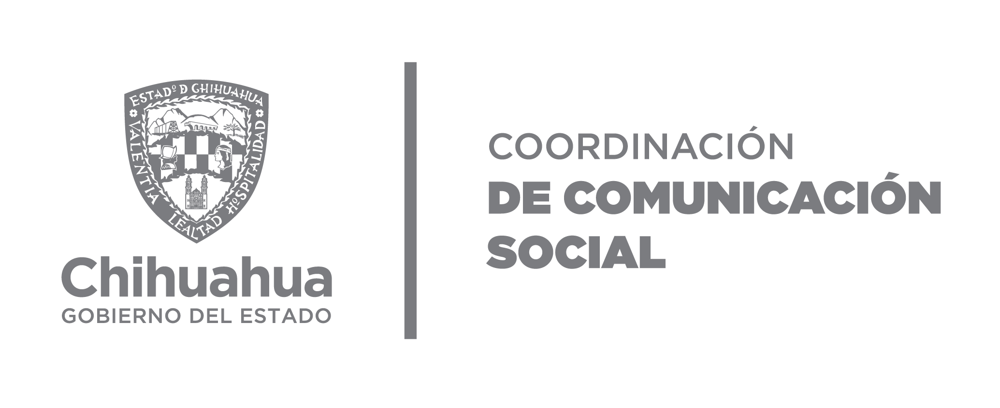 ESTADº D CHIHUAHUA
VALENTIA
LEALTAD
HºSPITALIDAD
Chihuahua
GOBIERNO DEL ESTADO
COORDINACIÓN
DE COMUNICACIÓN
SOCIAL